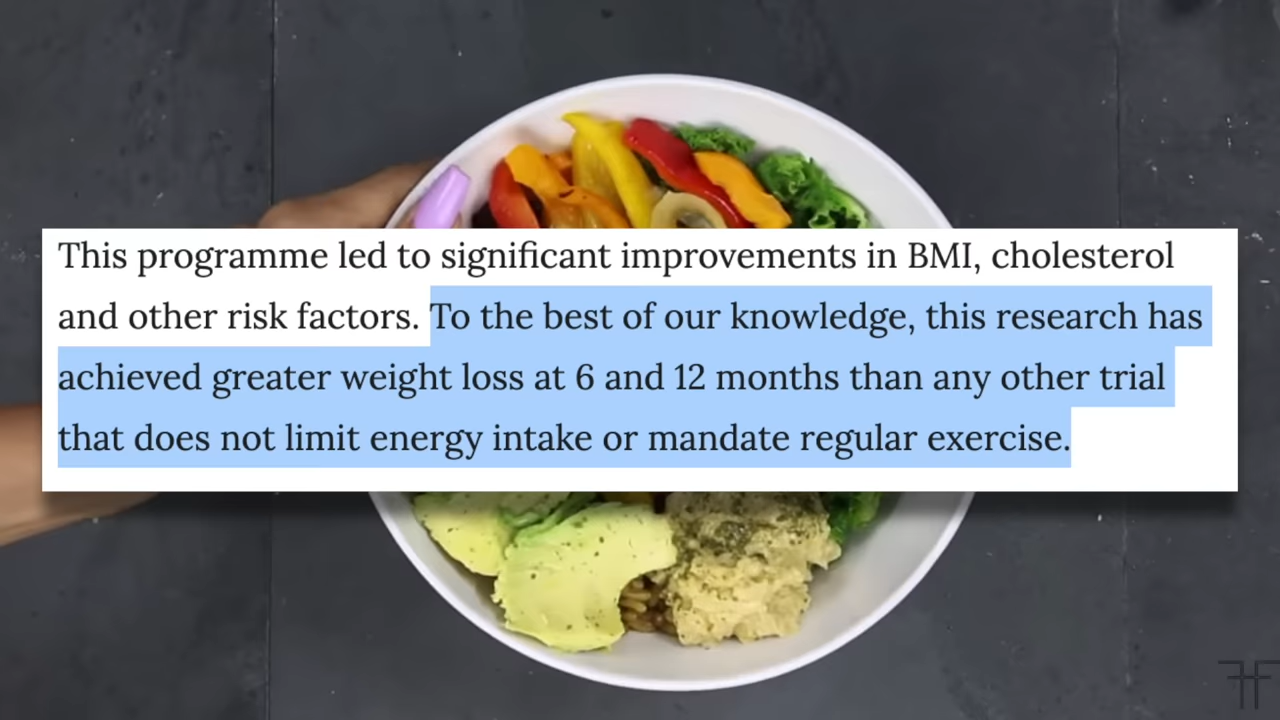 This programme led to significant improvements in BMI, cholesterol
and other risk factors. To the best of our knowledge, this research has
achieved greater weight loss at 6 and 12 months than any other trial
that does not limit energy intake or mandate regular exercise.